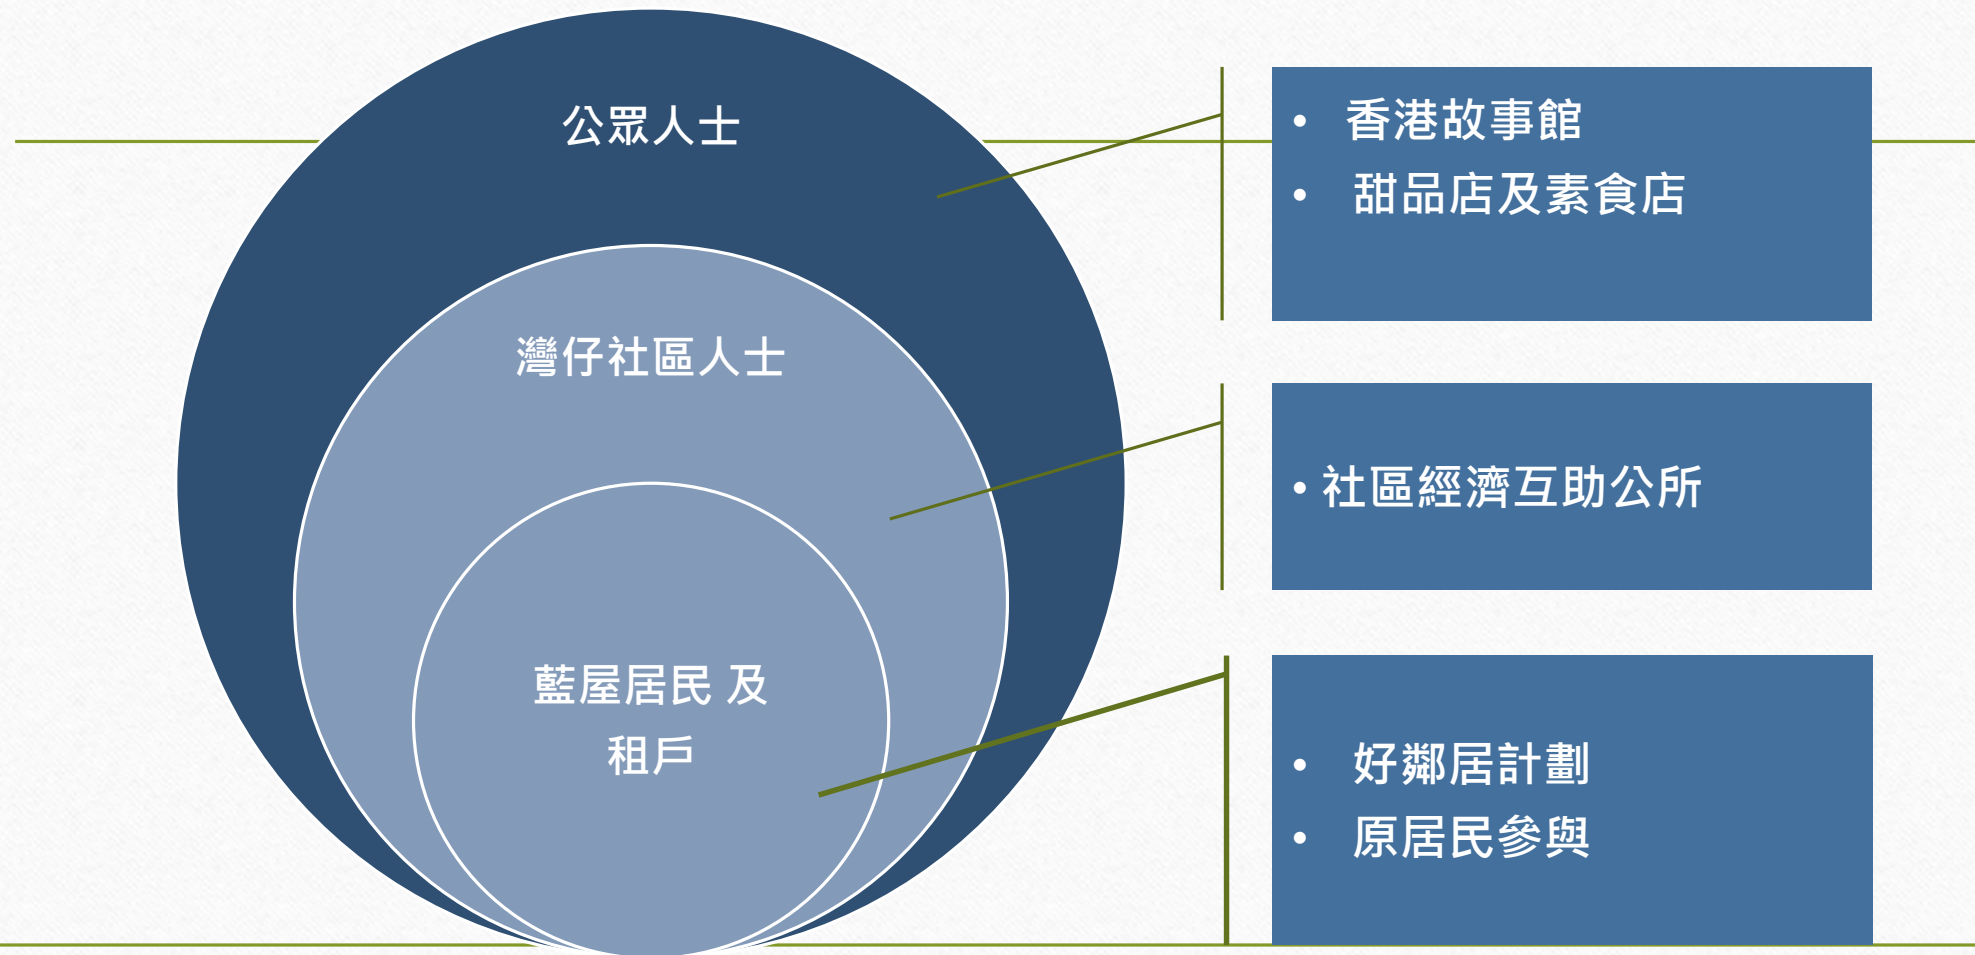 公眾人士
灣仔社區人士
藍屋居民 及
租戶
• 香港故事館
• 甜品店及素食店
• 社區經濟互助公所
• 好鄰居計劃
• 原居民參與